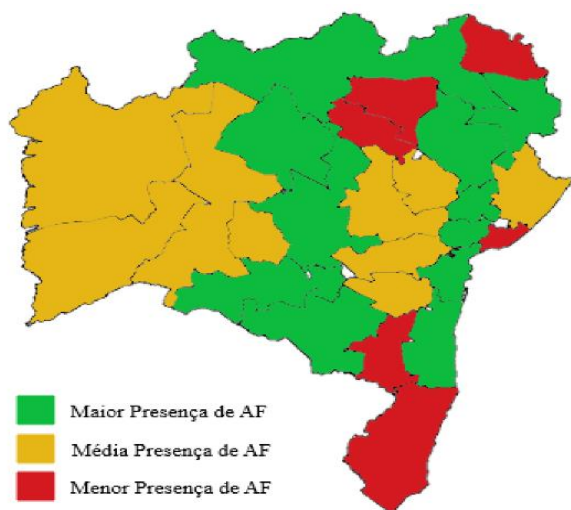 Maior Presença de AF
Média Presença de AF
Menor Presença de AF